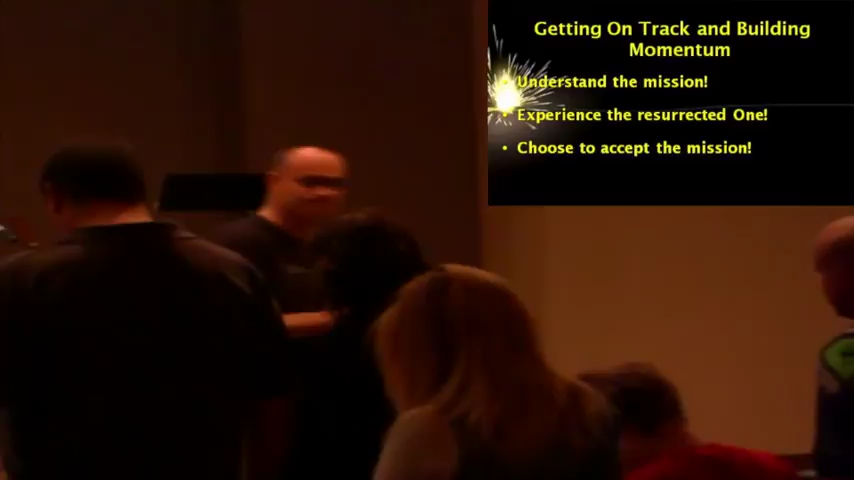 Getting On Track and Building
Momentum
• Understand the mission!
• Experience the resurrected One!
• Choose to accept the mission!